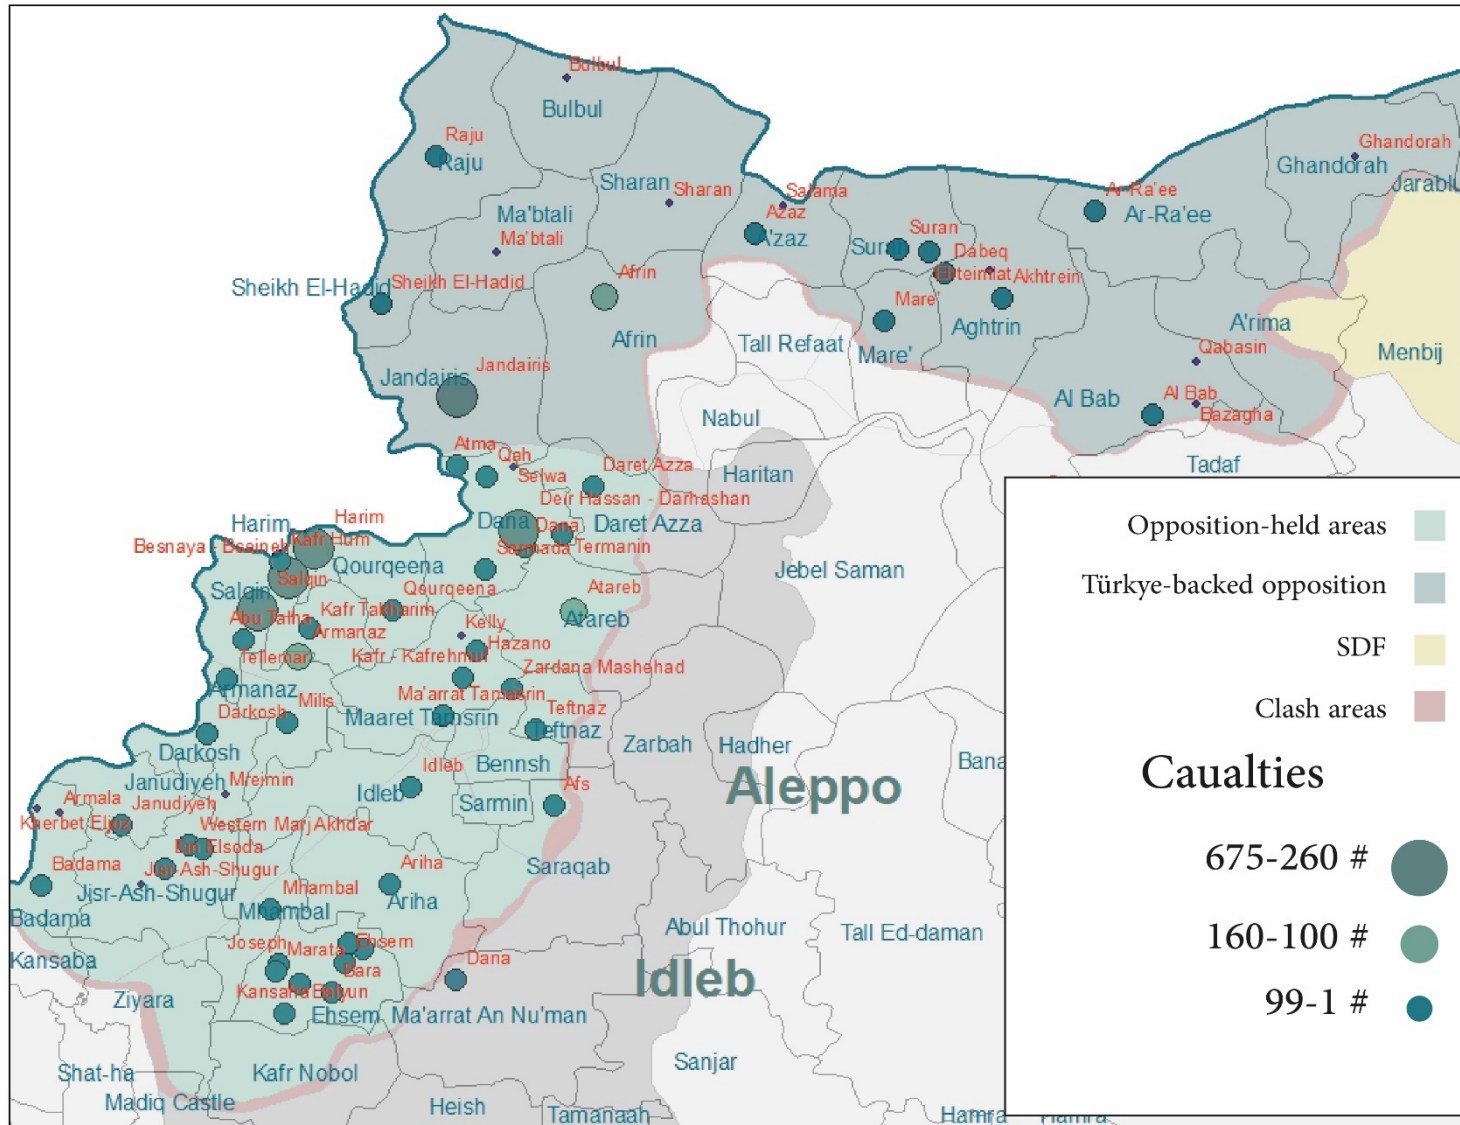 Bulbul
Bulbul
Raju
Raju
Sharan
Sharan
Ma'btali
Ma'btali
Salama
Azaz
A'zaz
Ghandorah
Ghandorah
Jarablu
Ar-Ra'ee
Ar-Ra'ee
Suran
Suran
Dabeq
Ehteimlat
Akhtrein
Sheikh El-Hadid
Sheikh El-Hadid
Afrin
Afrin
Mare'
Mare'
Aghtrin
A'rima
Qabasin
Menbij
Tall Refaat
Jandairis
Jandairis
Al Bab
Al Bab
Bazagha
Nabul
Tadaf
Haritan
Atma
Qah
Selwa
Daret Azza
Deir Hassan - Darhashan
Dana
Dana
Daret Azza
Sarmada
Termanin
Harim
Harim
Kafr Hum
Besnaya - Bsaineh
Qourqeena
Jebel Saman
Salqin
Salqin
Qourqeena
Atareb
Atareb
Abu Talha
Kafr Takharim
Armanaz
Kelly
Hazano
Tellemar
Kafr - Kafrehmul
Zardana Mashehad
Armanaz
Milis
Ma'arrat Tamasrin
Maaret Tamsrin
Teftnaz
Teftnaz
Darkosh
Darkosh
Zarbah
Hadher
Bana
Aleppo
Janudiyeh
Mreimin
Idleb
Idleb
Bennsh
Sarmin
Afs
Armala
Janudiyeh
Kherbet Eljoz
Western Marj Akhdar
Ein Elsoda
Badama
Jisr-Ash-Shugur
Jisr-Ash-Shugur
Ariha
Ariha
Saraqab
Badama
Mhambal
Mhambal
Abul Thohur
Tall Ed-daman
Kansaba
Joseph
Marata
Ehsem
Bara
Dana
Idleb
Ziyara
Kansafra
Balyun
Ehsem
Ma'arrat An Nu'man
Shat-ha
Kafr Nobol
Sanjar
Madiq Castle
Heish
Tamanaah
Hamra
Hamra
Opposition-held areas
Türkye-backed opposition
SDF
Clash areas
Caualties
675-260 #
160-100 #
99-1 #